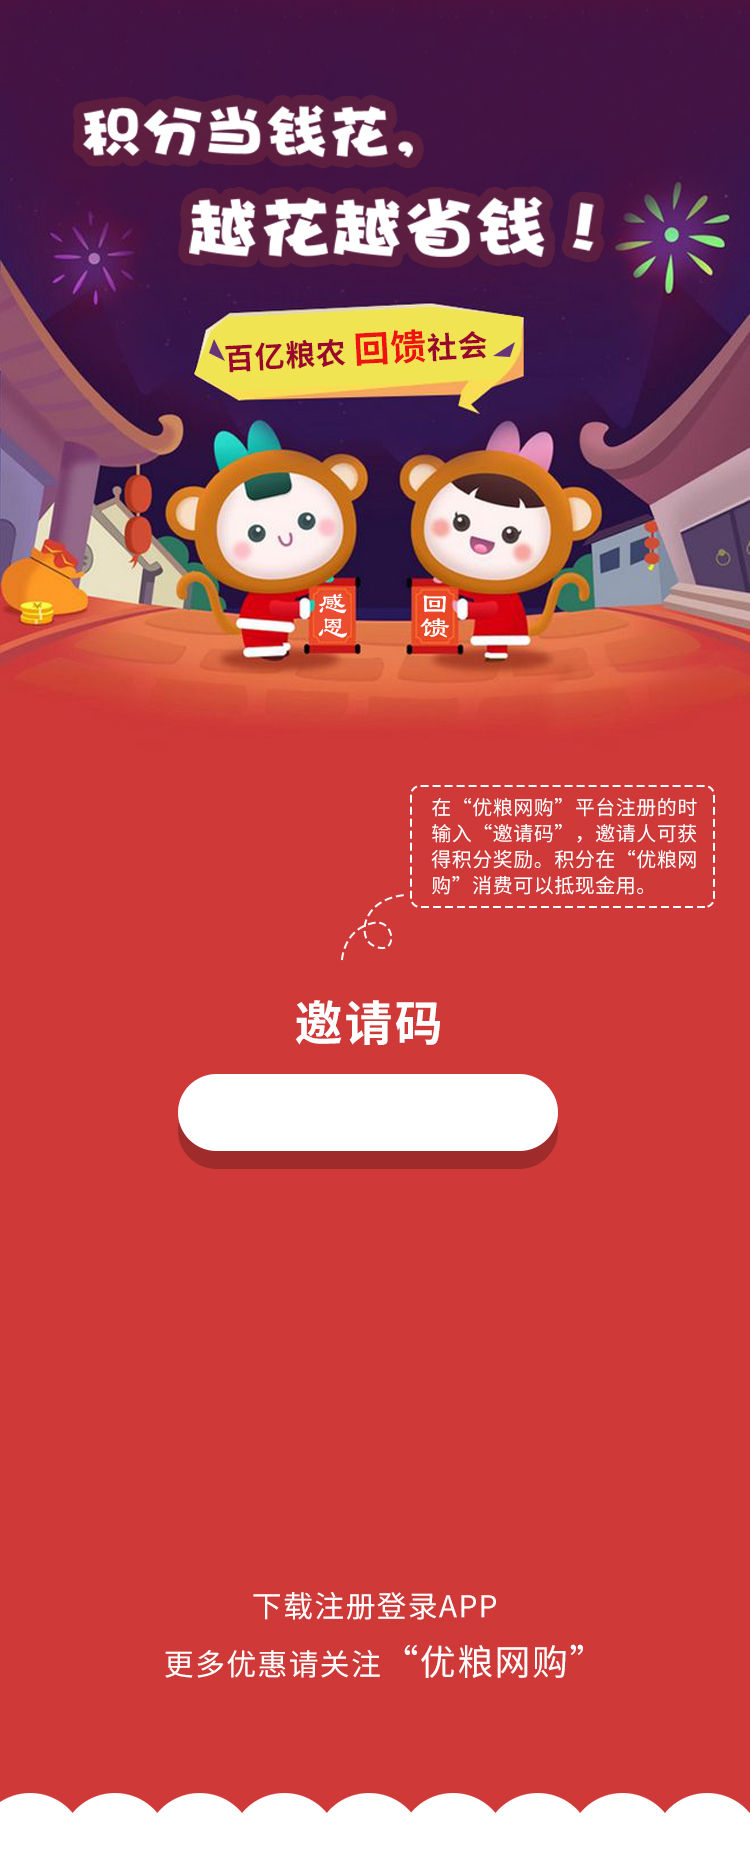 积分当钱花,
越花越省钱！
百亿粮农 回馈社会
感恩
回馈
在“优粮网购”平台注册的时
输入“邀请码”，邀请人可获
得积分奖励。积分在“优粮网
购”消费可以抵现金用。
邀请码
下载注册登录APP
更多优惠请关注“优粮网购”